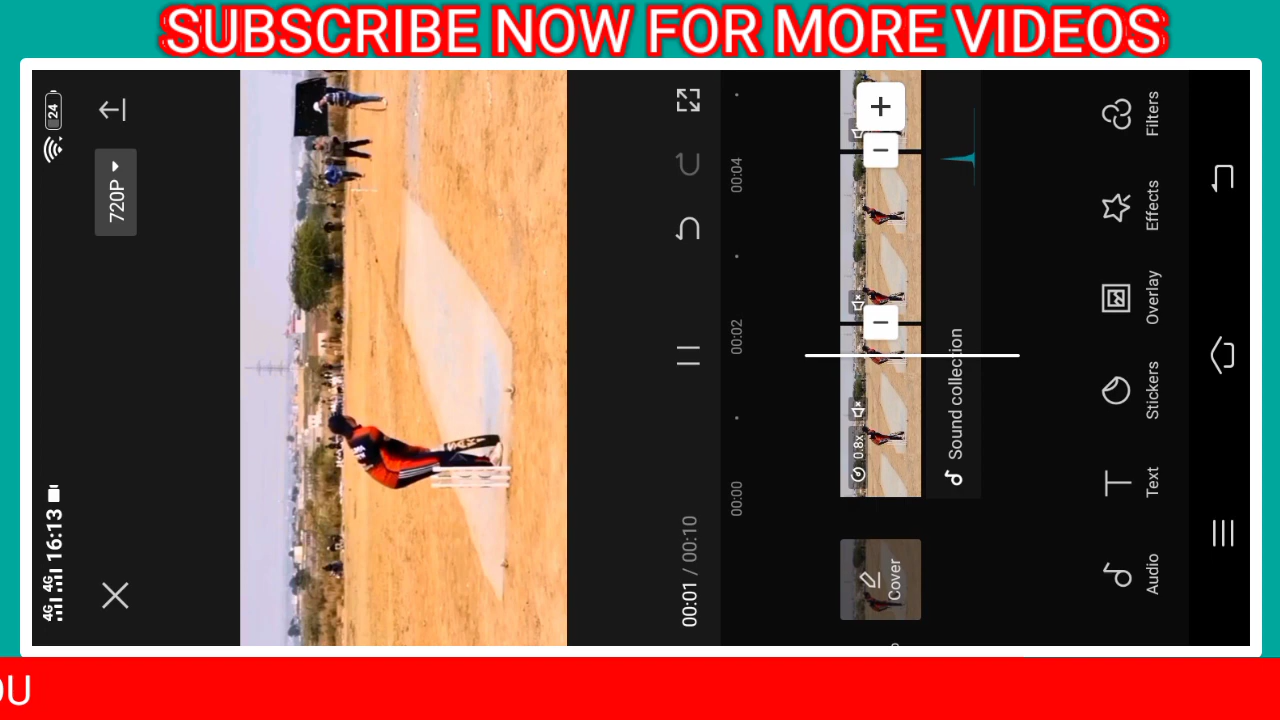 SUBSCRIBE NOW FOR MORE VIDEOS
4G 4G 16:13
24
720P
00:01 / 00:10
00:00
00:02
00:04
Cover
0.8x
Sound collection
Audio
Text
Stickers
Overlay
Effects
Filters
OU